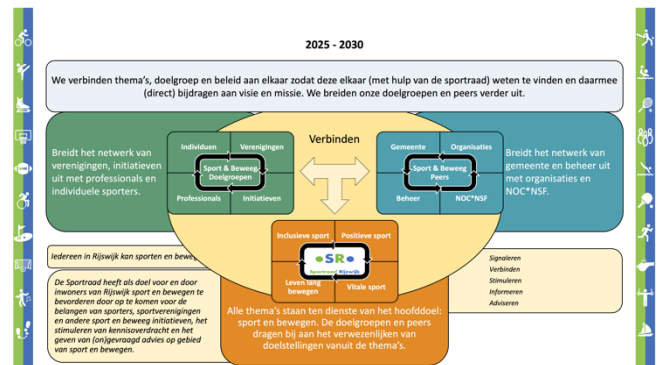 2025 - 2030
We verbinden thema's, doelgroep en beleid aan elkaar zodat deze elkaar (met hulp van de sportraad) weten te vinden en daarmee
(direct) bijdragen aan visie en missie. We breiden onze doelgroepen en peers verder uit.
Breidt het netwerk van
verenigingen, initiatieven
uit met professionals en
individuele sporters.
Individuen
Verenigingen
Sport & Beweeg
Doelgroepen
Professionals
Initiatieven
Verbinden
Gemeente
Organisaties
Sport & Beweeg
Peers
Beheer
NOC*NSF
Breidt het netwerk van
gemeente en beheer uit
met organisaties en
NOC*NSF.
Inclusieve sport
Positieve sport
SR
Sportraad Rijswijk
Leven lang
bewegen
Vitale sport
Alle thema's staan ten dienste van het hoofddoel:
sport en bewegen. De doelgroepen en peers
dragen bij aan het verwezenlijken van
doelstellingen vanuit de thema's.
Iedereen in Rijswijk kan sporten en beweg
De Sportraad heeft als doel voor en door
inwoners van Rijswijk sport en bewegen te
bevorderen door op te komen voor de
belangen van sporters, sportverenigingen
en andere sport en beweeg initiatieven, het
stimuleren van kennisoverdracht en het
geven van (on)gevraagd advies op gebied
van sport en bewegen.
Signaleren
Verbinden
Stimuleren
Informeren
Adviseren